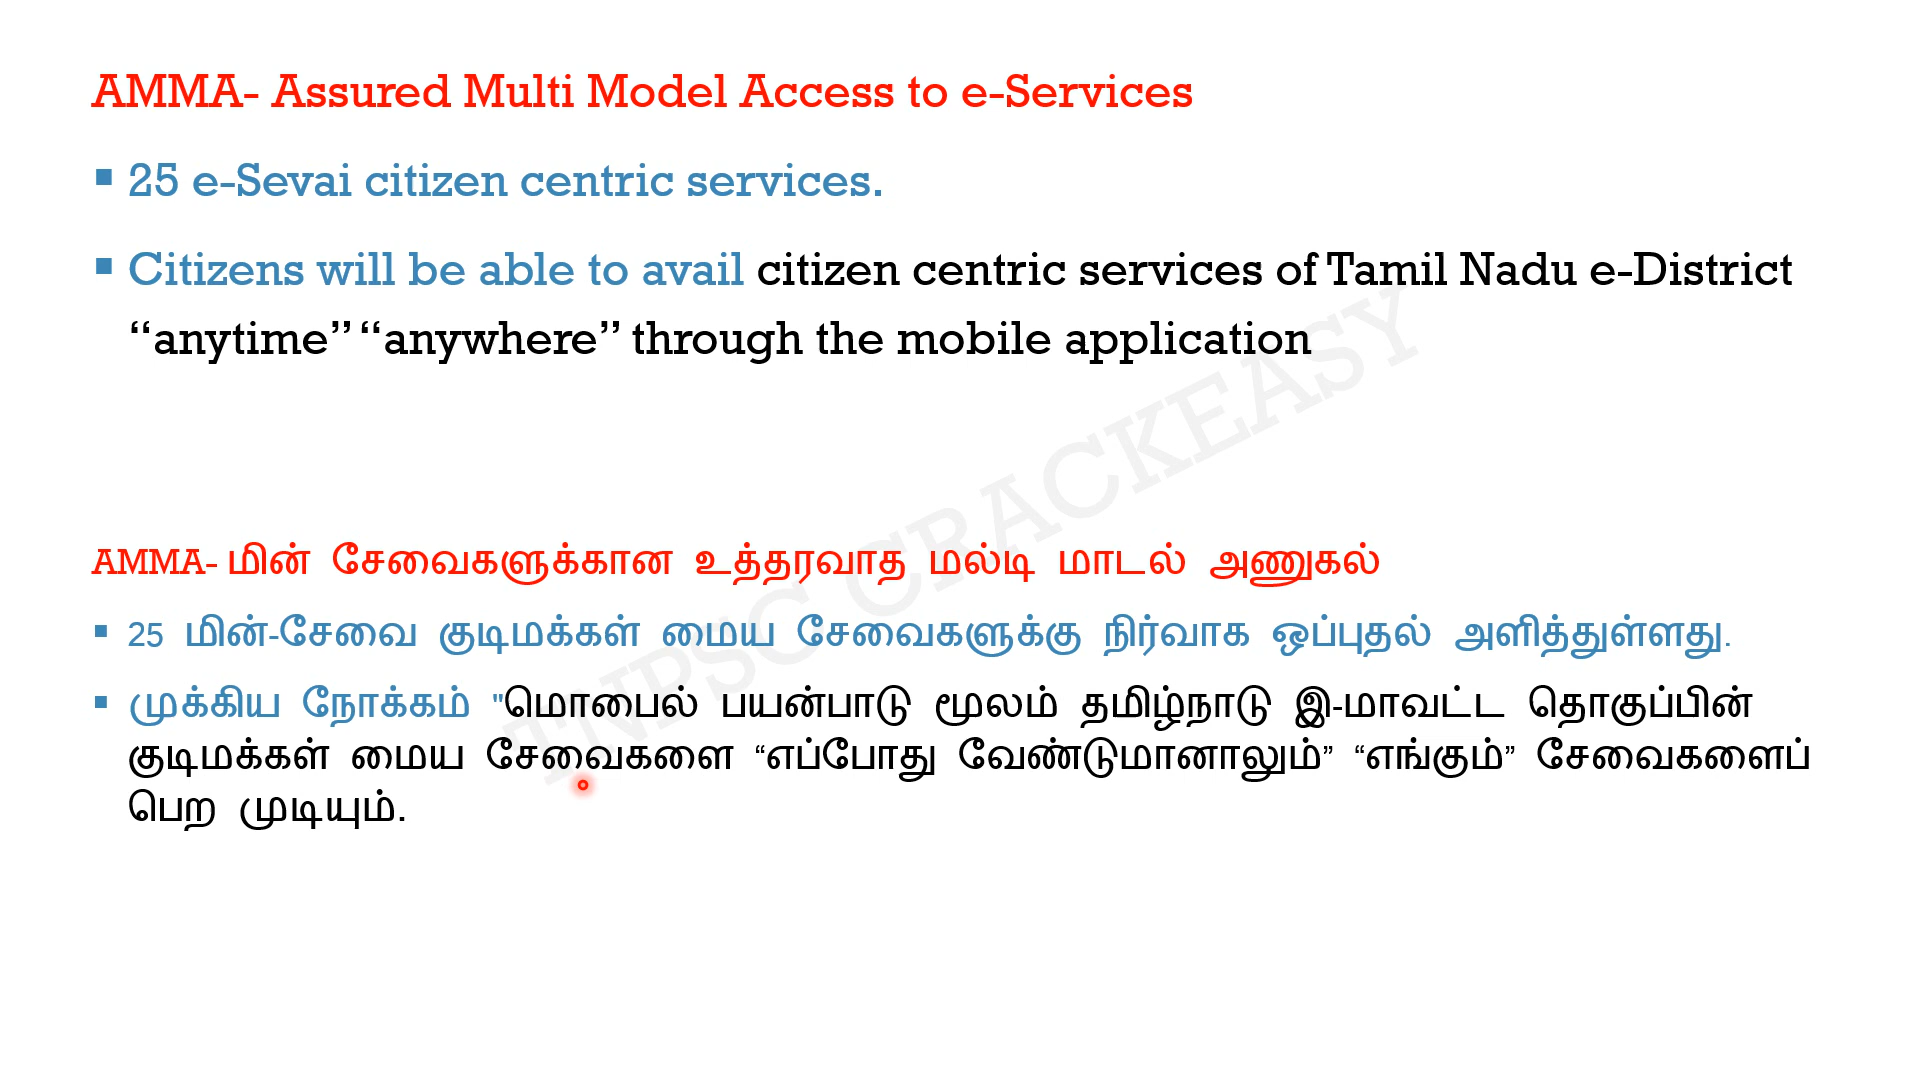 AMMA- Assured Multi Model Access to e-Services
▪ 25 e-Sevai citizen centric services.
▪ Citizens will be able to avail citizen centric services of Tamil Nadu e-District
“anytime” “anywhere” through the mobile application
TNPSC CRACKEASY
AMMA- மின் சேவைகளுக்கான உத்தரவாத மல்டி மாடல் அணுகல்
▪ 25 மின்-சேவை குடிமக்கள் மைய சேவைகளுக்கு நிர்வாக ஒப்புதல் அளித்துள்ளது.
▪ முக்கிய நோக்கம் "மொபைல் பயன்பாடு மூலம் தமிழ்நாடு இ-மாவட்ட தொகுப்பின்
குடிமக்கள் மைய சேவைகளை “எப்போது வேண்டுமானாலும்” “எங்கும்” சேவைகளைப்
பெற முடியும்.